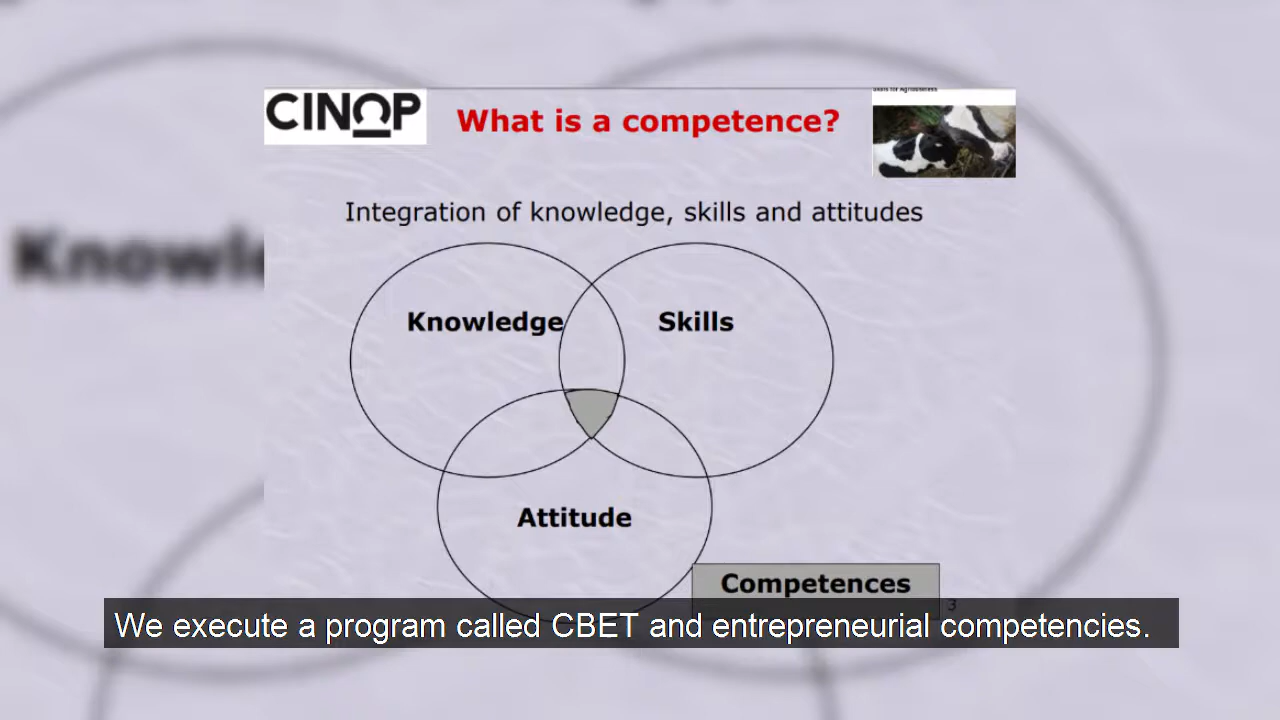 CINOP
What is a competence?
Integration of knowledge, skills and attitudes
Knowledge
Skills
Attitude
Competences
3
We execute a program called CBET and entrepreneurial competencies.